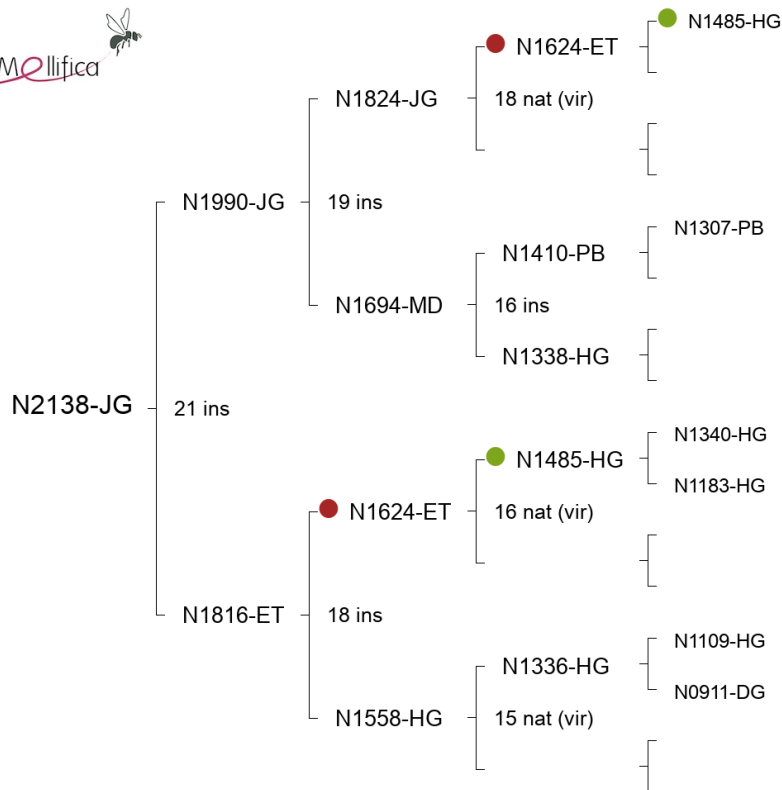 Mellifica
N1485-HG
N1624-ET
N1824-JG
18 nat (vir)
N1990-JG
19 ins
N1307-PB
N1410-PB
N1694-MD
16 ins
N1338-HG
N2138-JG
21 ins
N1340-HG
N1485-HG
N1183-HG
N1624-ET
16 nat (vir)
N1816-ET
18 ins
N1109-HG
N1336-HG
N0911-DG
N1558-HG
15 nat (vir)